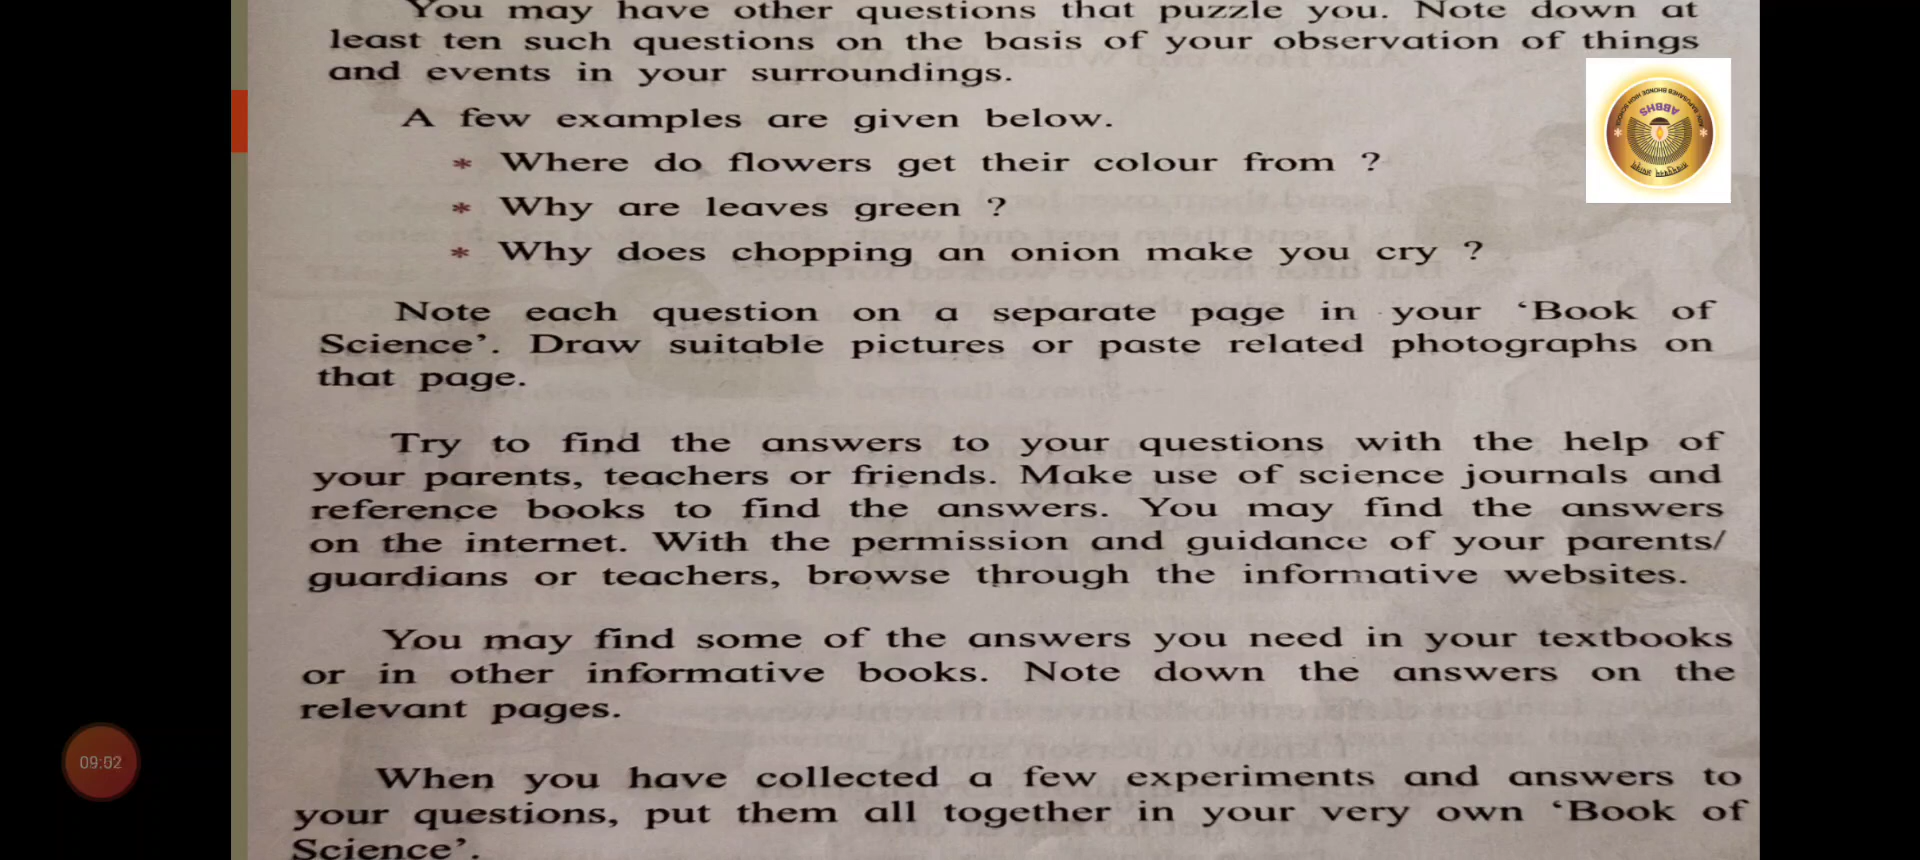 You may have other questions that puzzle you. Note down at
least ten such questions on the basis of your observation of things
and events in your surroundings.
A few examples are given below.
* Where do flowers get their colour from ?
* Why are leaves green ?
* Why does chopping an onion make you cry ?
Note each question on a separate page in your ‘Book of
Science’. Draw suitable pictures or paste related photographs on
that page.
Try to find the answers to your questions with the help of
your parents, teachers or friends. Make use of science journals and
reference books to find the answers. You may find the answers
on the internet. With the permission and guidance of your parents/
guardians or teachers, browse through the informative websites.
You may find some of the answers you need in your textbooks
or in other informative books. Note down the answers on the
relevant pages.
When you have collected a few experiments and answers to
your questions, put them all together in your very own ‘Book of
Science’.
ABBHS
09:02